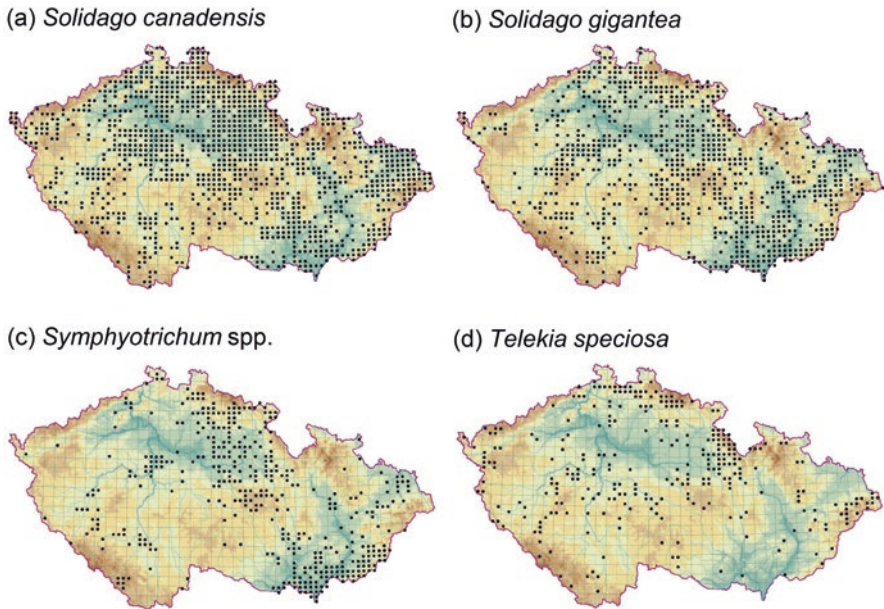 (a) Solidago canadensis
(b) Solidago gigantea
(c) Symphyotrichum spp.
(d) Telekia speciosa